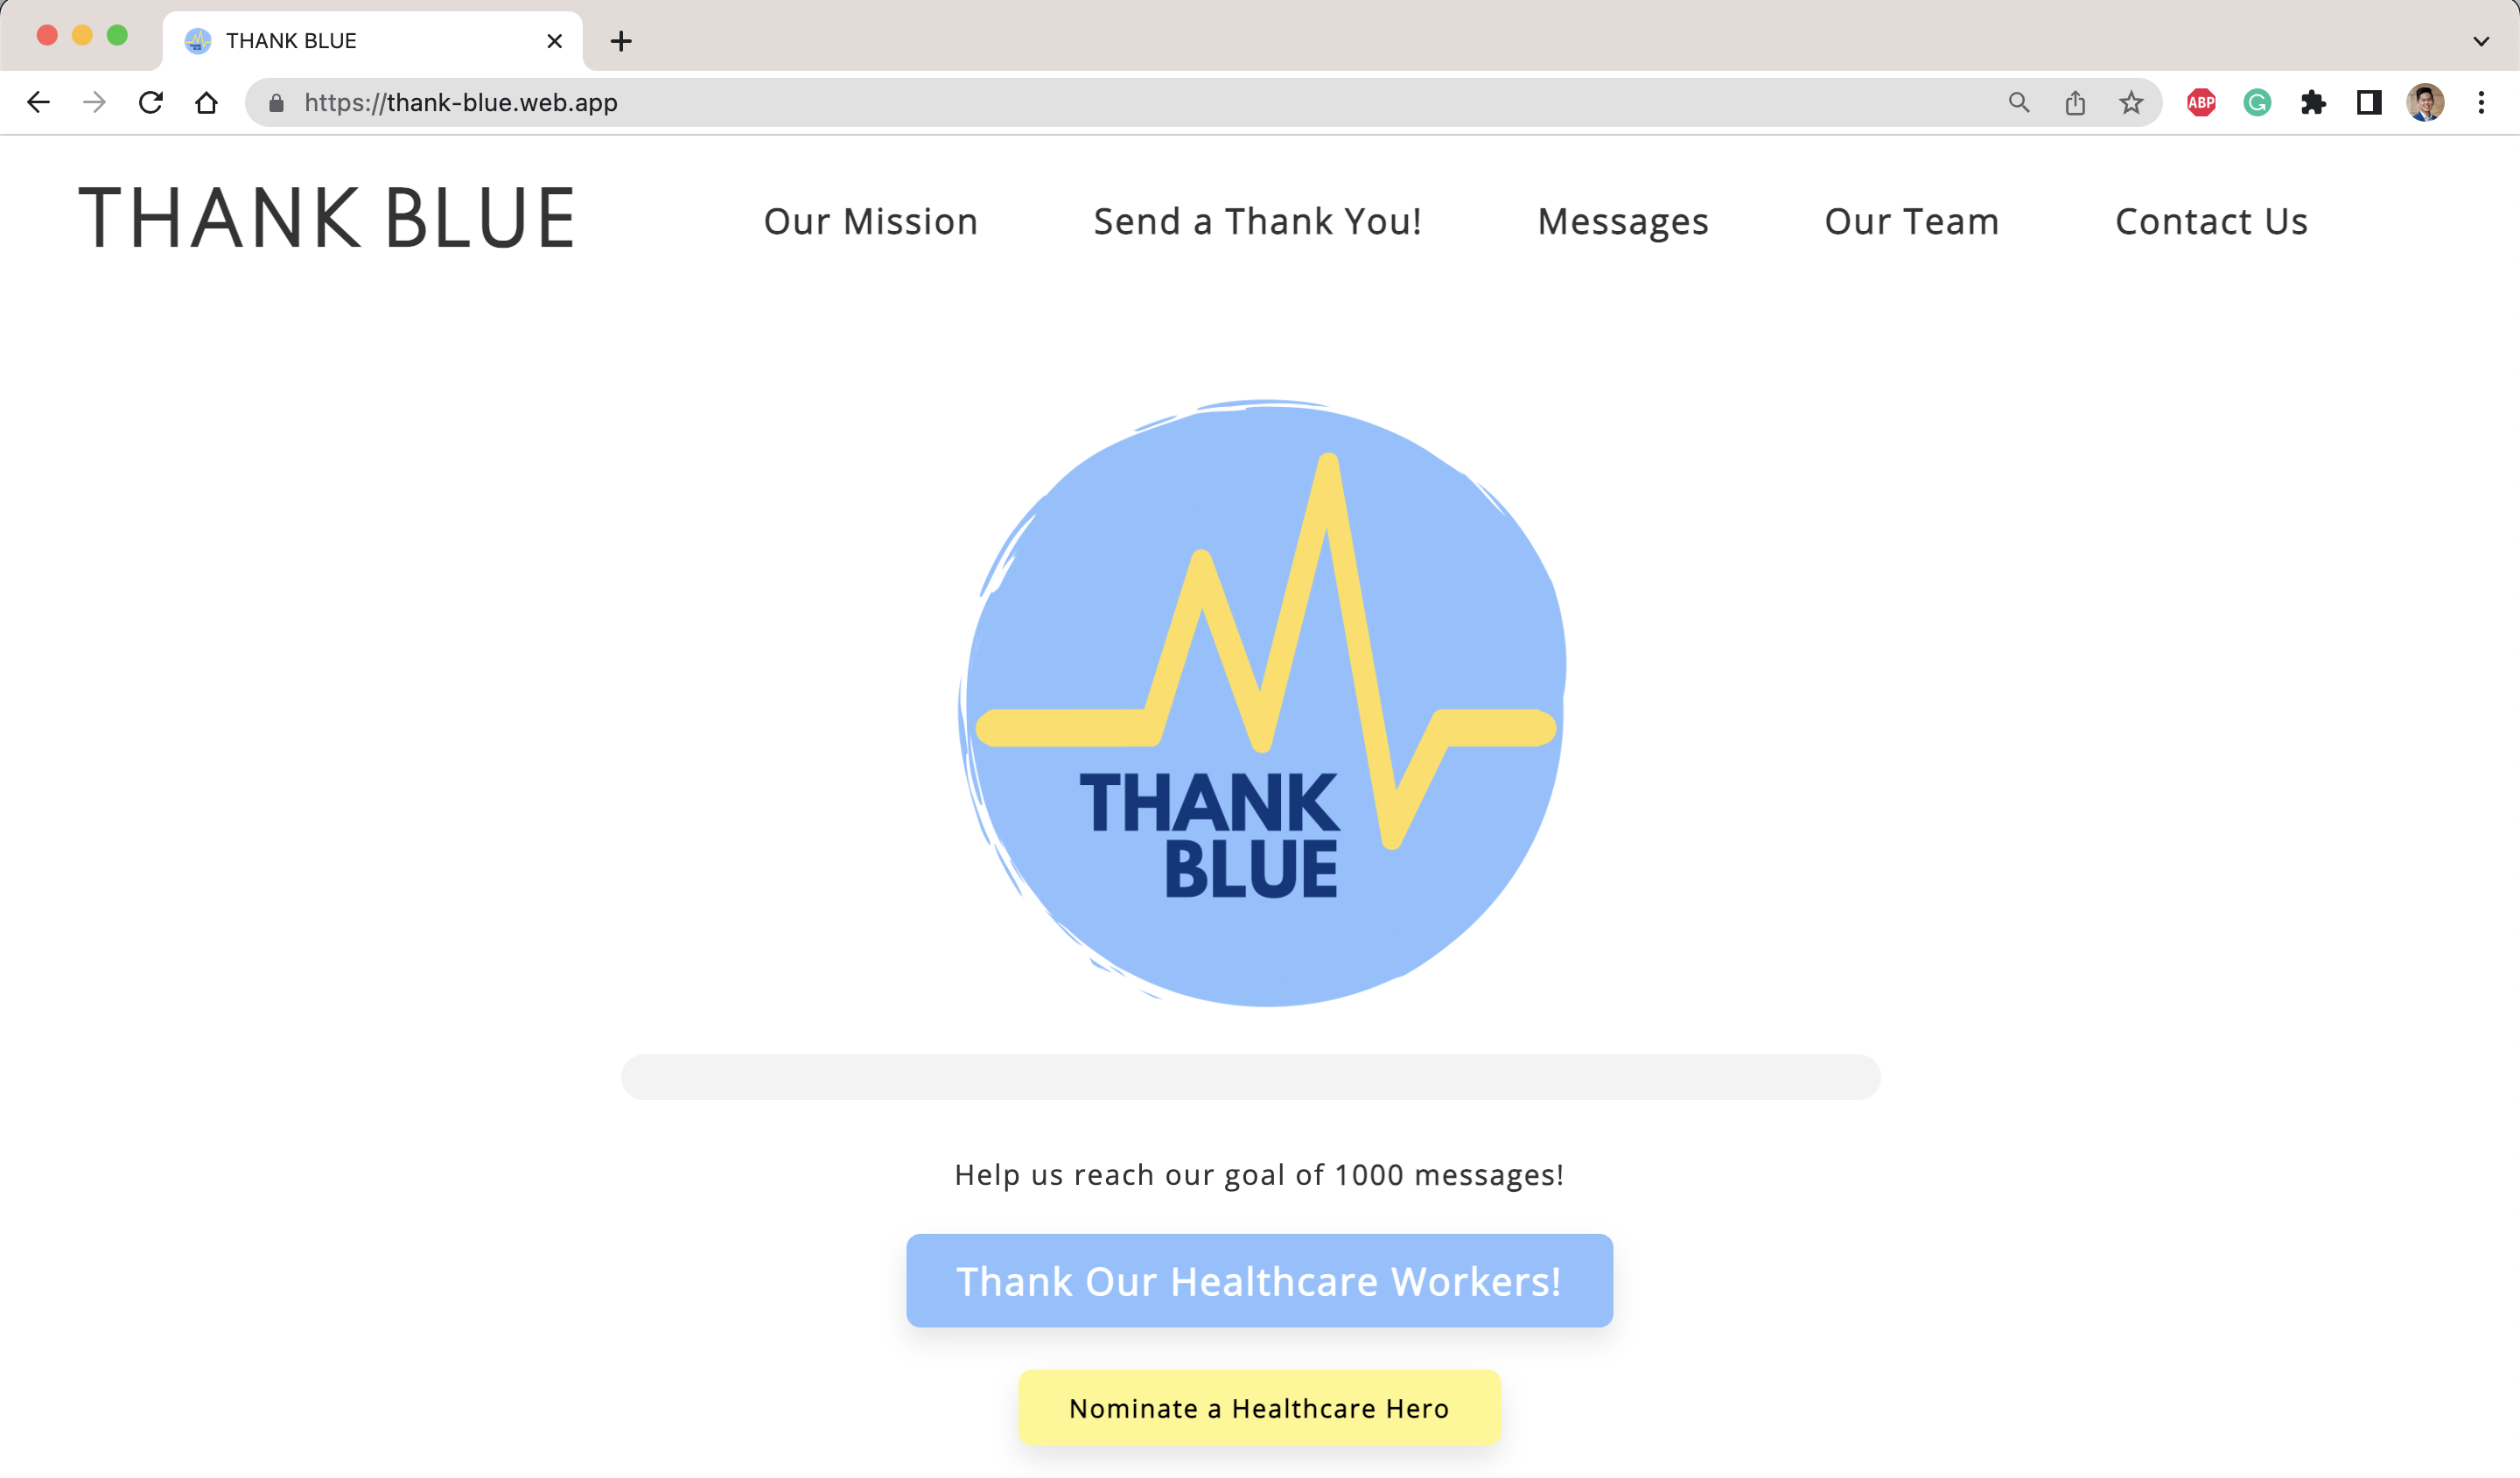 THANK BLUE
https://thank-blue.web.app
ABP
THANK BLUE
Our Mission
Send a Thank You!
Messages
Our Team
Contact Us
THANK
BLUE
Help us reach our goal of 1000 messages!
Thank Our Healthcare Workers!
Nominate a Healthcare Hero